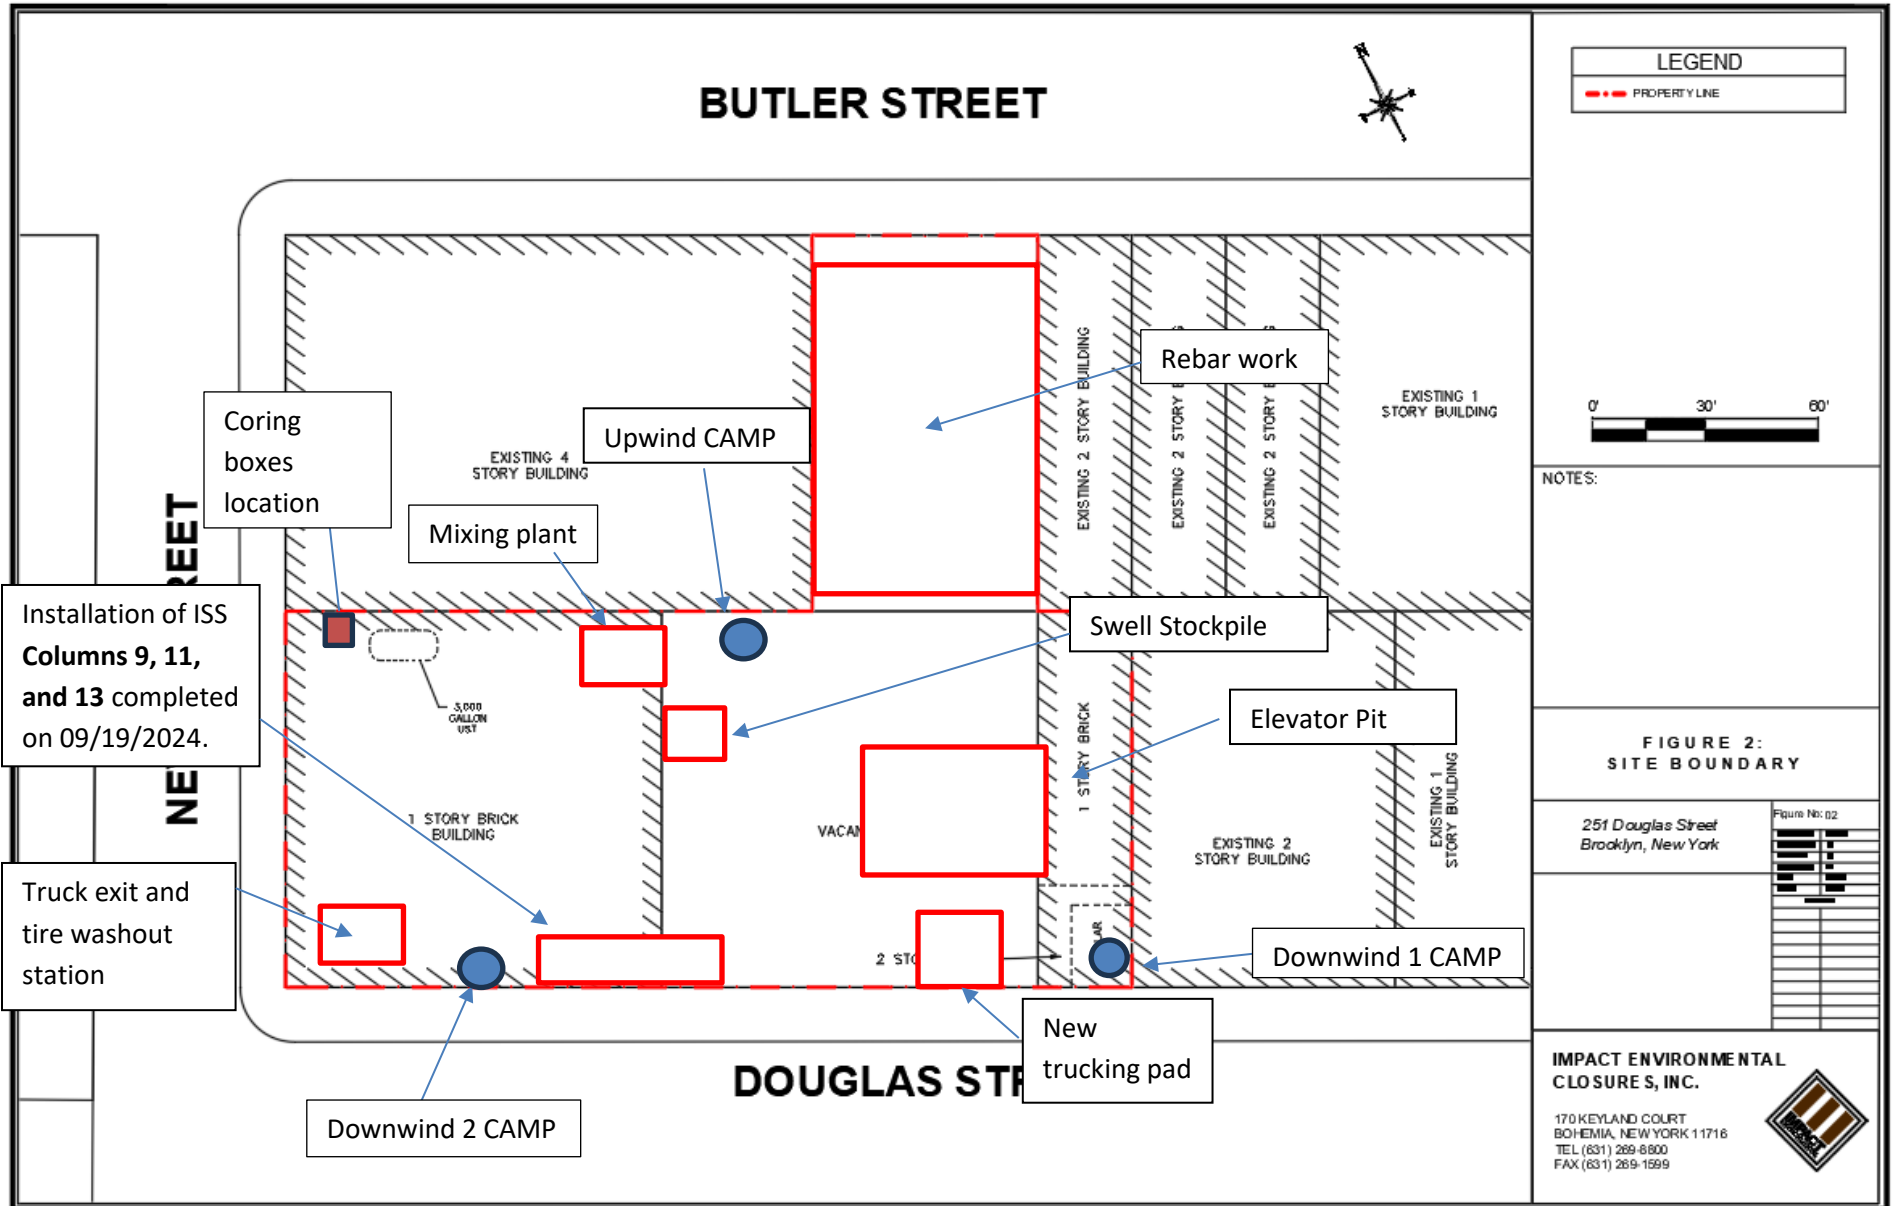 BUTLER STREET
LEGEND
PROPERTY LINE
N
Rebar work
EXISTING 2 STORY BUILDING
EXISTING 2 STORY
EXISTING 2 STORY
EXISTING 1
STORY BUILDING
0' 30' 60'
Coring
boxes
location
Upwind CAMP
EXISTING 4
STORY BUILDING
Mixing plant
NOTES:
Installation of ISS
Columns 9, 11,
and 13 completed
on 09/19/2024.
Swell Stockpile
GALLON
UST
1 STORY BRICK
Elevator Pit
FIGURE 2:
SITE BOUNDARY
1 STORY BRICK
BUILDING
EXISTING 2
STORY BUILDING
EXISTING 1
STORY BUILDING
251 Douglas Street
Brooklyn, New York
Figure No: 02
Truck exit and
tire washout
station
Downwind 1 CAMP
New
trucking pad
DOUGLAS
Downwind 2 CAMP
IMPACT ENVIRONMENTAL
CLOSURES, INC.
170 KEYLAND COURT
BOHEMIA, NEW YORK 11716
TEL (631) 269-8800
FAX (631) 269-1599
IMPACT